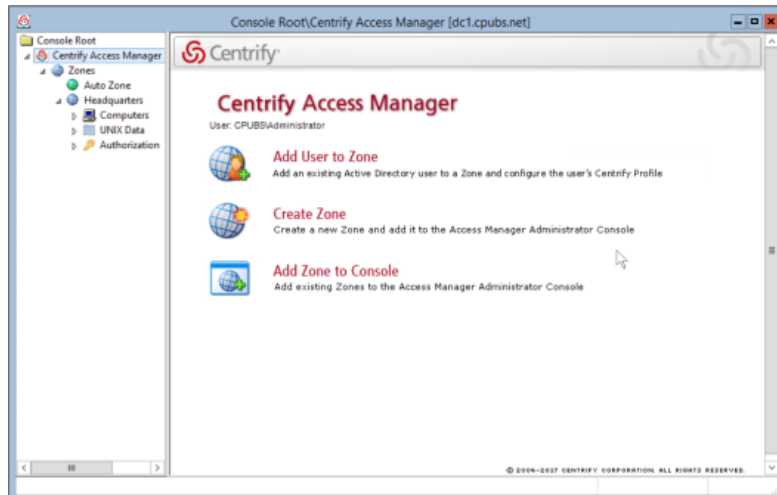 Console Root\Centrify Access Manager [dc1.cpubs.net]
Console Root
Centrify Access Manager
Zones
Auto Zone
Headquarters
Computers
UNIX Data
Authorization
Centrify
Centrify Access Manager
User: CPUBS\Administrator
Add User to Zone
Add an existing Active Directory user to a Zone and configure the user's Centrify Profile
Create Zone
Create a new Zone and add it to the Access Manager Administrator Console
Add Zone to Console
Add existing Zones to the Access Manager Administrator Console
© 2004-2017 CENTRIFY CORPORATION. ALL RIGHTS RESERVED.